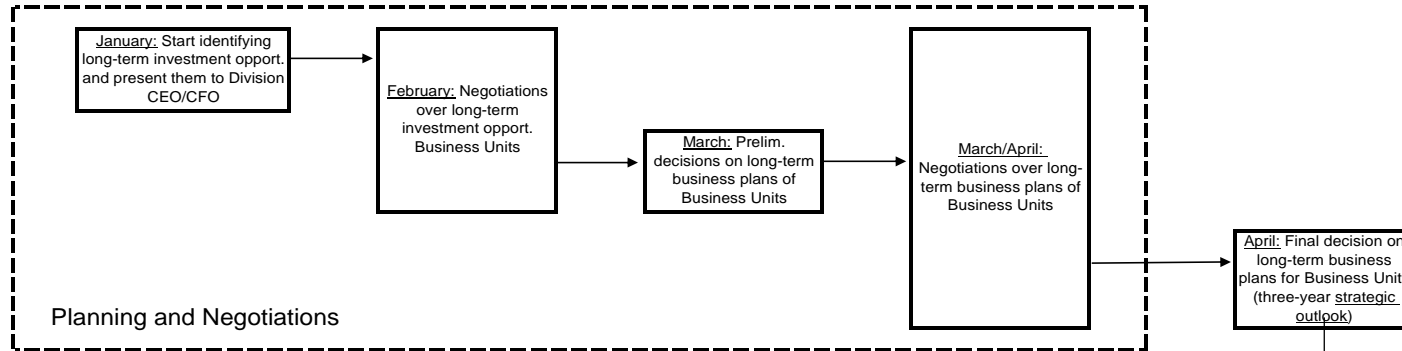 January: Start identifying
long-term investment opport.
and present them to Division
CEO/CFO
February: Negotiations
over long-term
investment opport.
Business Units
March: Prelim.
decisions on long-term
business plans of
Business Units
March/April:
Negotiations over long-
term business plans of
Business Units
April: Final decision on
long-term business
plans for Business Unit
(three-year strategic
outlook)
Planning and Negotiations